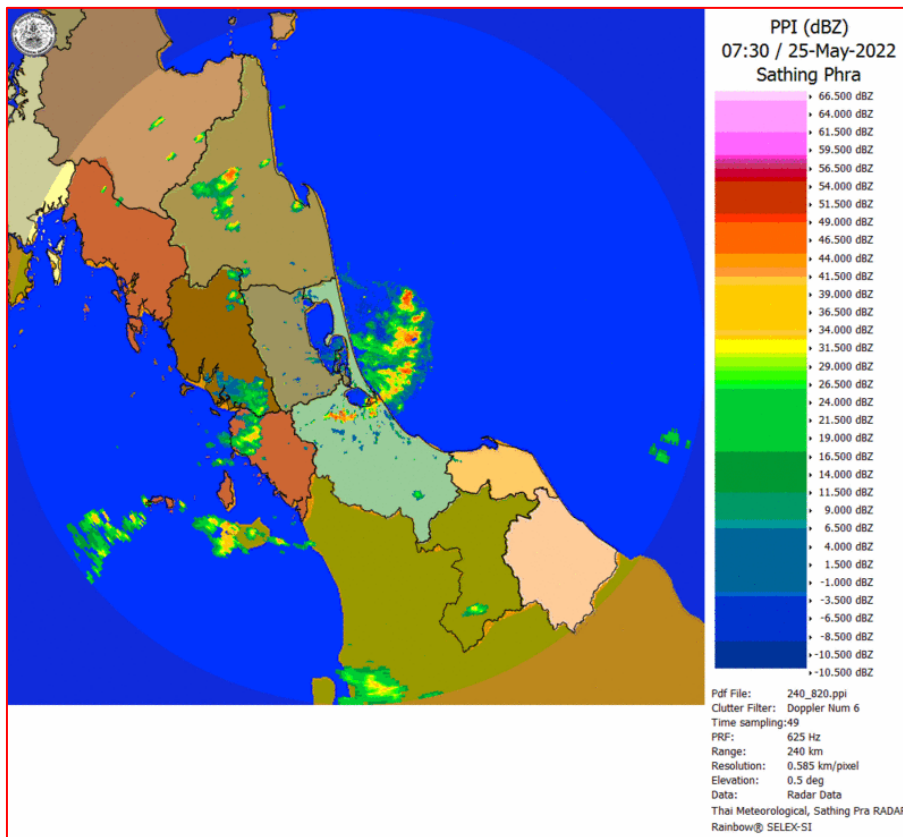 PPI (dBZ)
07:30 / 25-May-2022
Sathing Phra
66.500 dBZ
64.000 dBZ
61.500 dBZ
59.500 dBZ
56.500 dBZ
54.000 dBZ
51.500 dBZ
49.000 dBZ
46.500 dBZ
44.000 dBZ
41.500 dBZ
39.000 dBZ
36.500 dBZ
34.000 dBZ
31.500 dBZ
29.000 dBZ
26.500 dBZ
24.000 dBZ
21.500 dBZ
19.000 dBZ
16.500 dBZ
14.000 dBZ
11.500 dBZ
9.000 dBZ
6.500 dBZ
4.000 dBZ
1.500 dBZ
-1.000 dBZ
-3.500 dBZ
-6.500 dBZ
-8.500 dBZ
-10.500 dBZ
-10.500 dBZ
Pdf File: 240_820.ppi
Clutter Filter: Doppler Num 6
Time sampling:49
PRF: 625 Hz
Range: 240 km
Resolution: 0.585 km/pixel
Elevation: 0.5 deg
Data: Radar Data
Thai Meteorological, Sathing Pra RADAR
Rainbow® SELEX-SI